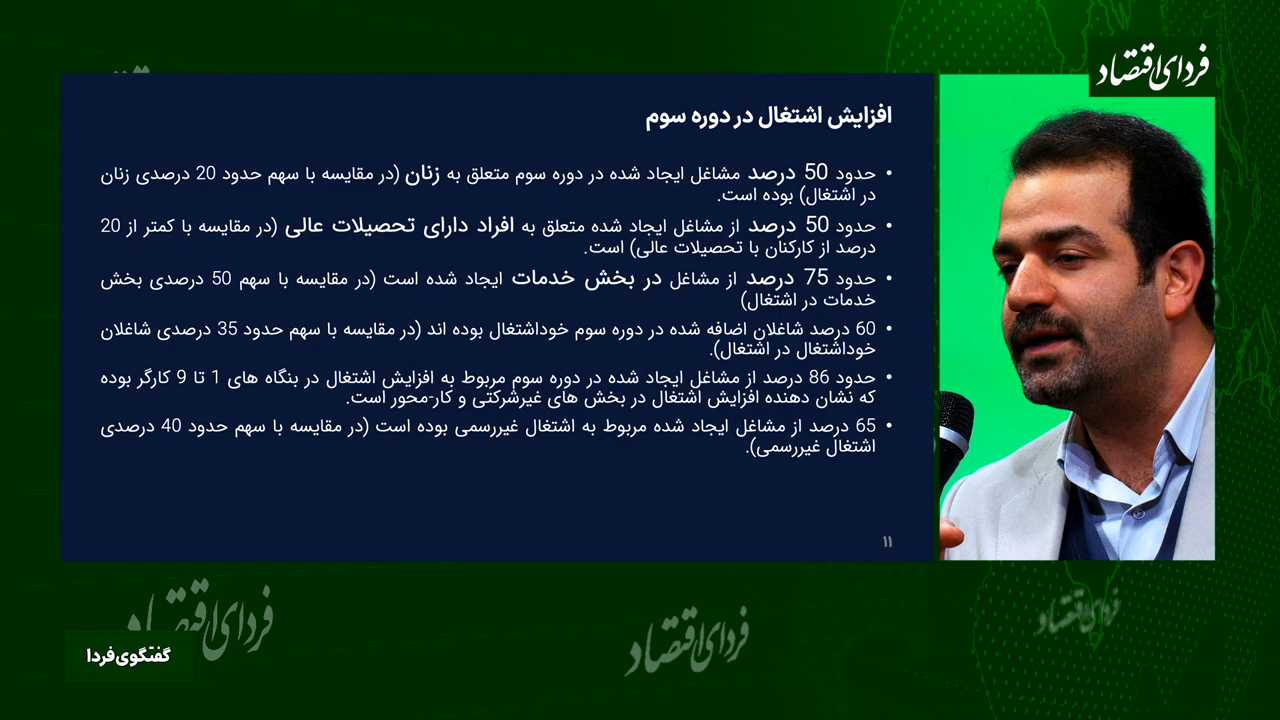 فردای اقتصاد
افزایش اشتغال در دوره سوم
• حدود 50 درصد مشاغل ایجاد شده در دوره سوم متعلق به زنان (در مقایسه با سهم حدود 20 درصدی زنان
در اشتغال) بوده است.
• حدود 50 درصد از مشاغل ایجاد شده متعلق به افراد دارای تحصیلات عالی (در مقایسه با کمتر از 20
درصد از کارکنان با تحصیلات عالی) است.
• حدود 75 درصد از مشاغل در بخش خدمات ایجاد شده است (در مقایسه با سهم 50 درصدی بخش
خدمات در اشتغال)
• 60 درصد شاغلان اضافه شده در دوره سوم خوداشتغال بوده اند (در مقایسه با سهم حدود 35 درصدی شاغلان
خوداشتغال در اشتغال).
• حدود 86 درصد از مشاغل ایجاد شده در دوره سوم مربوط به افزایش اشتغال در بنگاه های 1 تا 9 کارگر بوده
که نشان دهنده افزایش اشتغال در بخش های غیرشرکتی و کار-محور است.
• 65 درصد از مشاغل ایجاد شده مربوط به اشتغال غیررسمی بوده است (در مقایسه با سهم حدود 40 درصدی
اشتغال غیررسمی).
۱۱
فردای اقتصاد
فردای اقتصاد
فردای اقتصاد
گفتگوی فردا